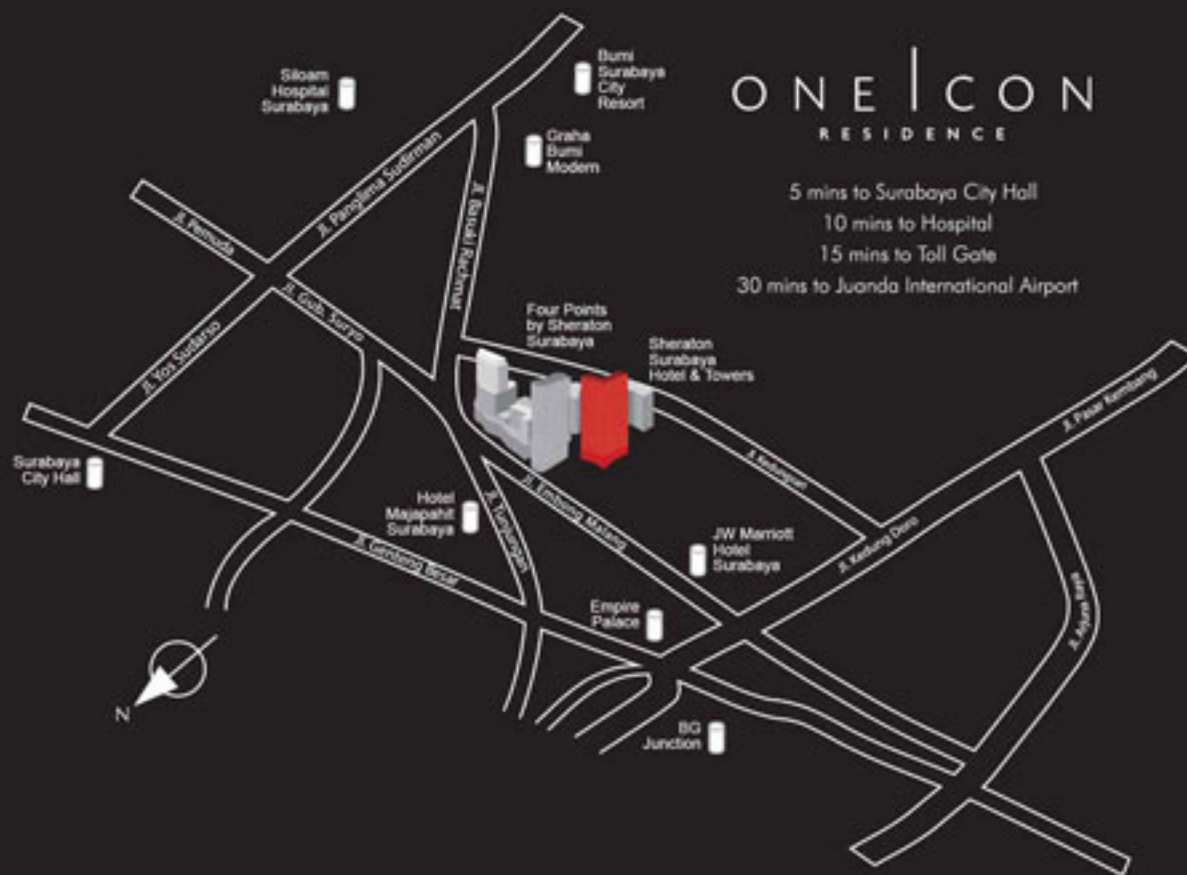 ONE ICON
RESIDENCE
5 mins to Surabaya City Hall
10 mins to Hospital
15 mins to Toll Gate
30 mins to Juanda International Airport
Siloam
Hospital
Surabaya
Bumi
Surabaya
City
Resort
Graha
Bumi
Modern
Jl. Panglima Sudirman
Jl. Pemuda
Jl. Basuki Rachmat
Jl. Gub. Suryo
Jl. Yos Sudarso
Four Points
by Sheraton
Surabaya
Sheraton
Surabaya
Hotel & Towers
Jl. Pasar Kembang
Surabaya
City Hall
Jl. Kedungsari
Hotel
Majapahit
Surabaya
Jl. Tunjungan
Jl. Embong Malang
Jl. Genteng Besar
JW Marriott
Hotel
Surabaya
Jl. Kedung Doro
Jl. Arjuna Raya
Empire
Palace
N
BG
Junction